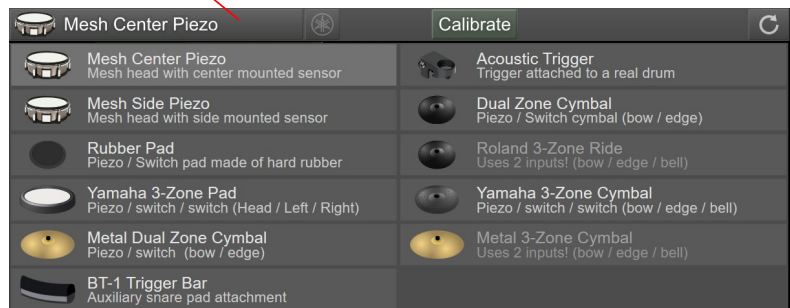 Mesh Center Piezo
Calibrate
Mesh Center Piezo
Mesh head with center mounted sensor
Acoustic Trigger
Trigger attached to a real drum
Mesh Side Piezo
Mesh head with side mounted sensor
Dual Zone Cymbal
Piezo / Switch cymbal (bow / edge)
Rubber Pad
Piezo / Switch pad made of hard rubber
Roland 3-Zone Ride
Uses 2 inputs! (bow / edge / bell)
Yamaha 3-Zone Pad
Piezo / switch / switch (Head / Left / Right)
Yamaha 3-Zone Cymbal
Piezo / switch / switch (bow / edge / bell)
Metal Dual Zone Cymbal
Piezo / switch (bow / edge)
Metal 3-Zone Cymbal
Uses 2 inputs! (bow / edge / bell)
BT-1 Trigger Bar
Auxiliary snare pad attachment